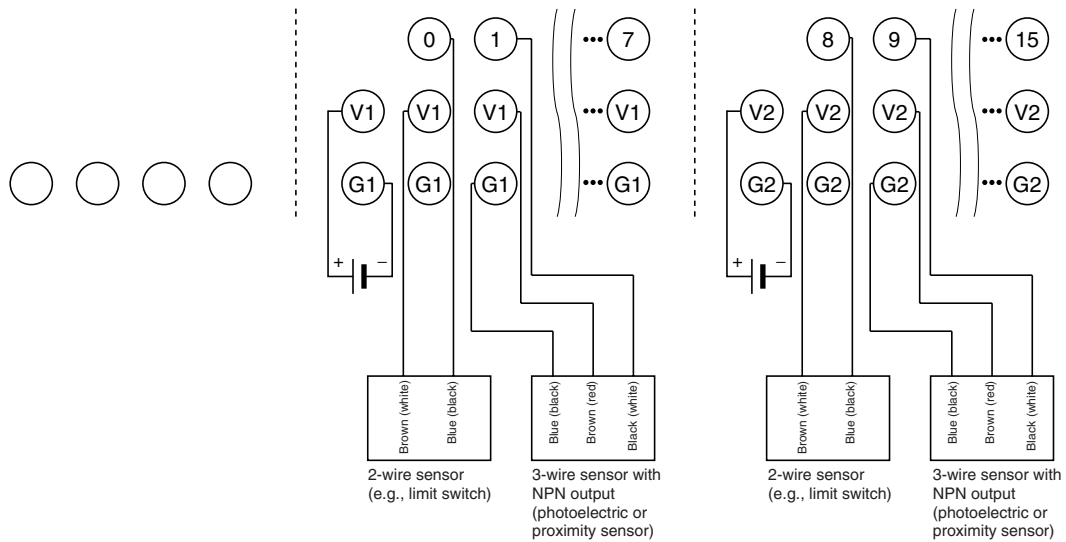 0 1 ••• 7 8 9 ••• 15
V1 V1 V1 ••• V1 V2 V2 V2 ••• V2
G1 G1 G1 ••• G1 G2 G2 G2 ••• G2
+ − + −
Brown (white)
Blue (black)
Blue (black)
Brown (red)
Black (white)
Brown (white)
Blue (black)
Blue (black)
Brown (red)
Black (white)
2-wire sensor
(e.g., limit switch)
3-wire sensor with
NPN output
(photoelectric or
proximity sensor)
2-wire sensor
(e.g., limit switch)
3-wire sensor with
NPN output
(photoelectric or
proximity sensor)